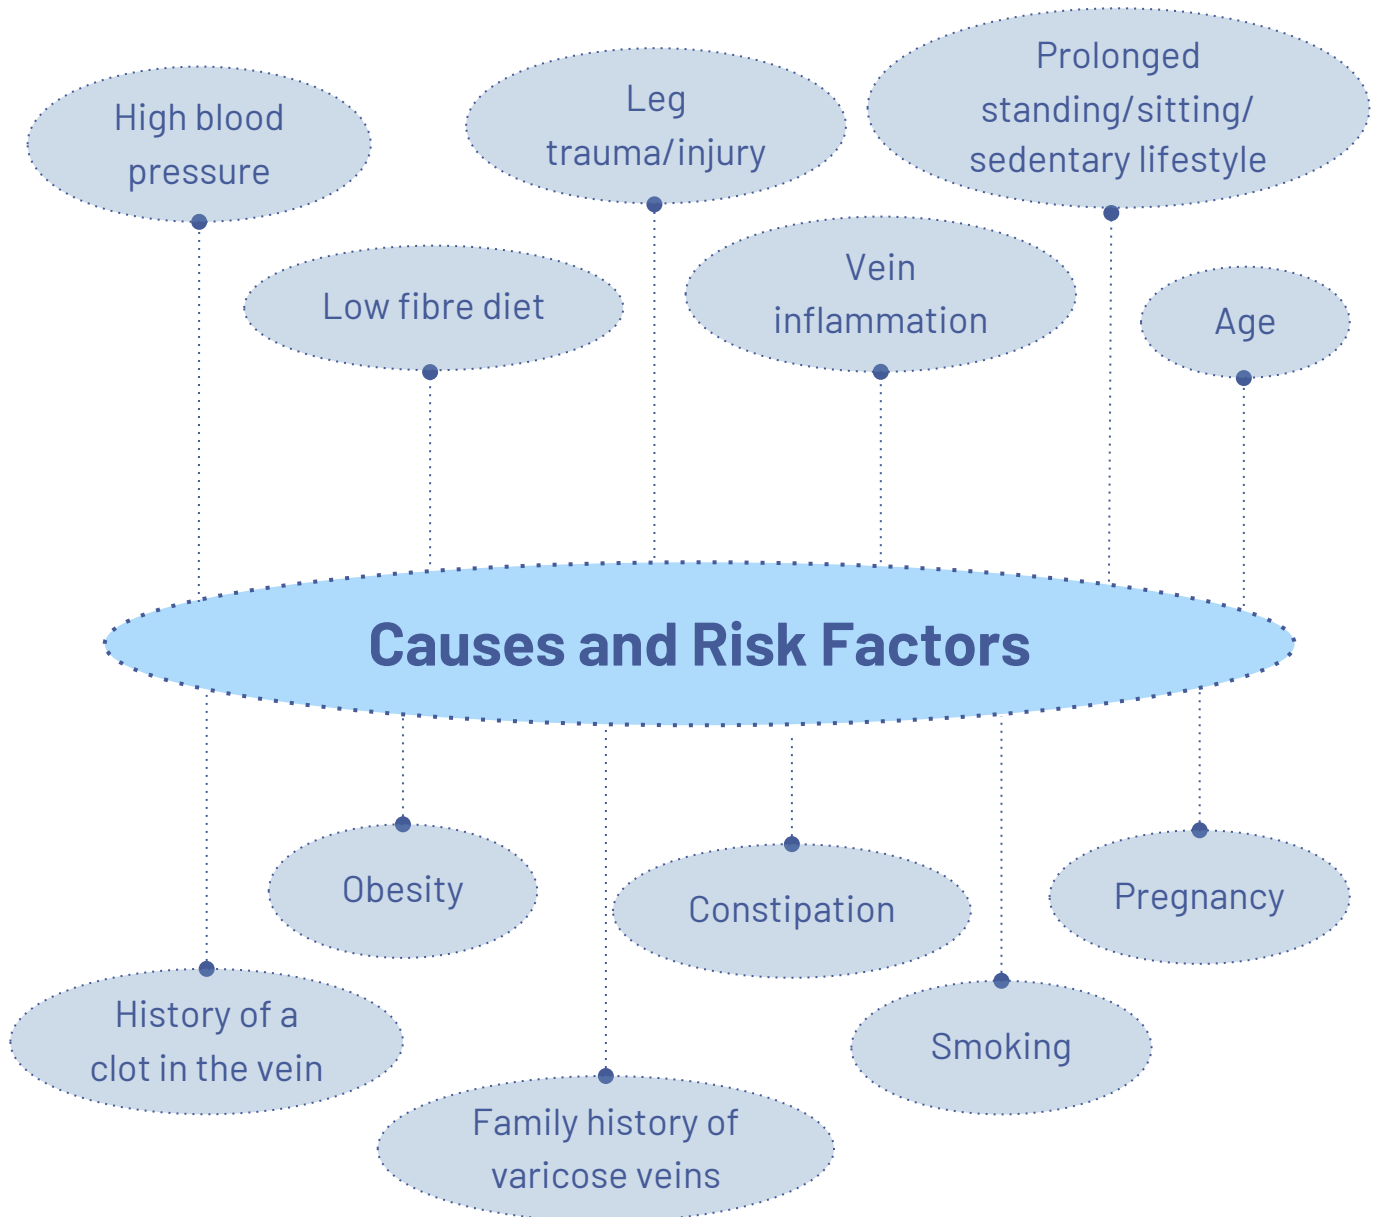 High blood
pressure
Leg
trauma/injury
Prolonged
standing/sitting/
sedentary lifestyle
Low fibre diet
Vein
inflammation
Age
Causes and Risk Factors
Obesity
Constipation
Pregnancy
History of a
clot in the vein
Smoking
Family history of
varicose veins